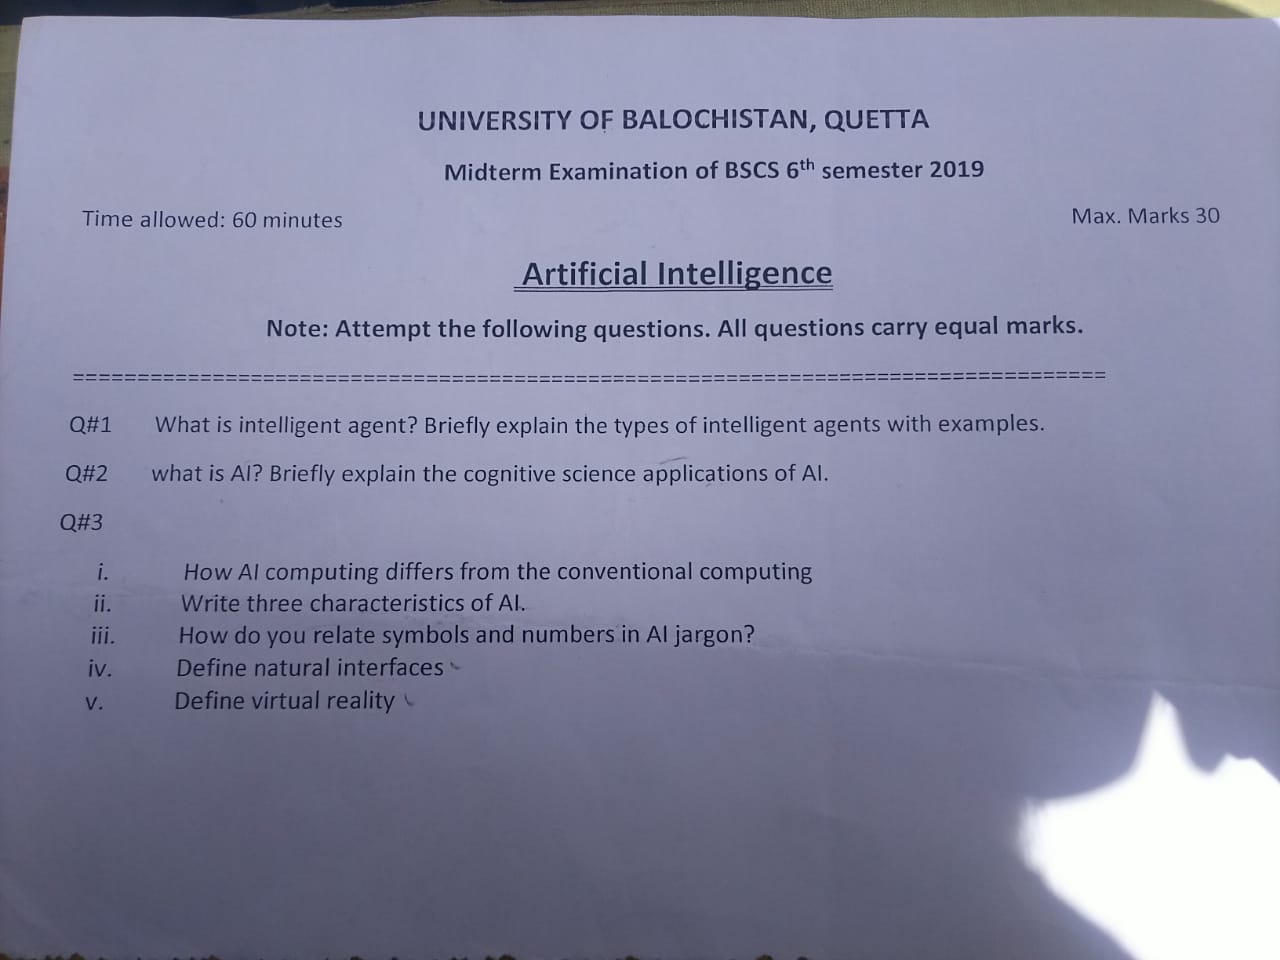 UNIVERSITY OF BALOCHISTAN, QUETTA
Midterm Examination of BSCS 6th semester 2019
Time allowed: 60 minutes Max. Marks 30
Artificial Intelligence
Note: Attempt the following questions. All questions carry equal marks.
================================================================================
Q#1 What is intelligent agent? Briefly explain the types of intelligent agents with examples.
Q#2 what is AI? Briefly explain the cognitive science applications of AI.
Q#3
i. How AI computing differs from the conventional computing
ii. Write three characteristics of AI.
iii. How do you relate symbols and numbers in AI jargon?
iv. Define natural interfaces
v. Define virtual reality